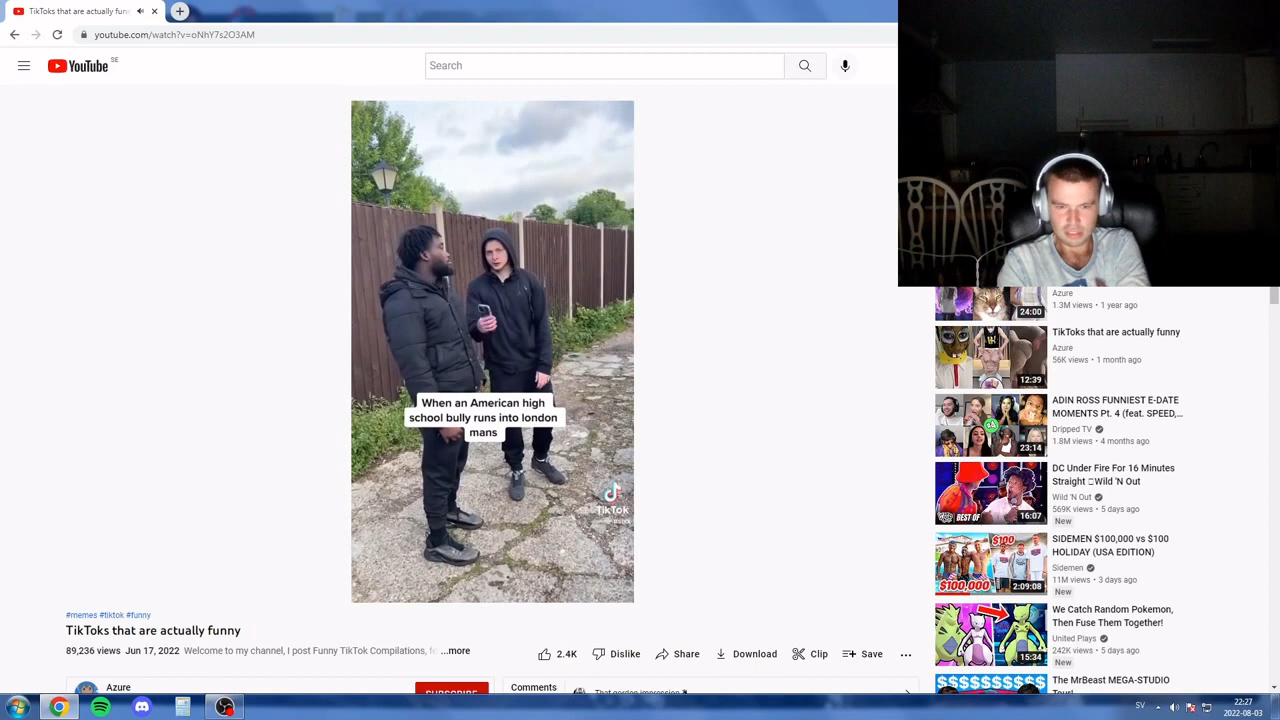 TikToks that are actually funn
youtube.com/watch?v=oNhY7s2O3AM
YouTube SE
Search
When an American high
school bully runs into london
mans
TikTok
#memes #tiktok #funny
TikToks that are actually funny
89,236 views Jun 17, 2022 Welcome to my channel, I post Funny TikTok Compilations, ...more
2.4K Dislike Share Download Clip Save
Azure
SUBSCRIBE
Comments
That gordon impression
24:00
Azure
1.3M views • 1 year ago
12:39
TikToks that are actually funny
Azure
56K views • 1 month ago
23:14
ADIN ROSS FUNNIEST E-DATE
MOMENTS Pt. 4 (feat. SPEED,...
Dripped TV
1.8M views • 4 months ago
BEST OF
16:07
DC Under Fire For 16 Minutes
Straight Wild 'N Out
Wild 'N Out
569K views • 5 days ago
New
$100
$100,000
2:09:08
SIDEMEN $100,000 vs $100
HOLIDAY (USA EDITION)
Sidemen
11M views • 3 days ago
New
15:34
We Catch Random Pokemon,
Then Fuse Them Together!
United Plays
242K views • 5 days ago
New
$$$$$$$$
The MrBeast MEGA-STUDIO
Tour!
SV
22:27
2022-08-03